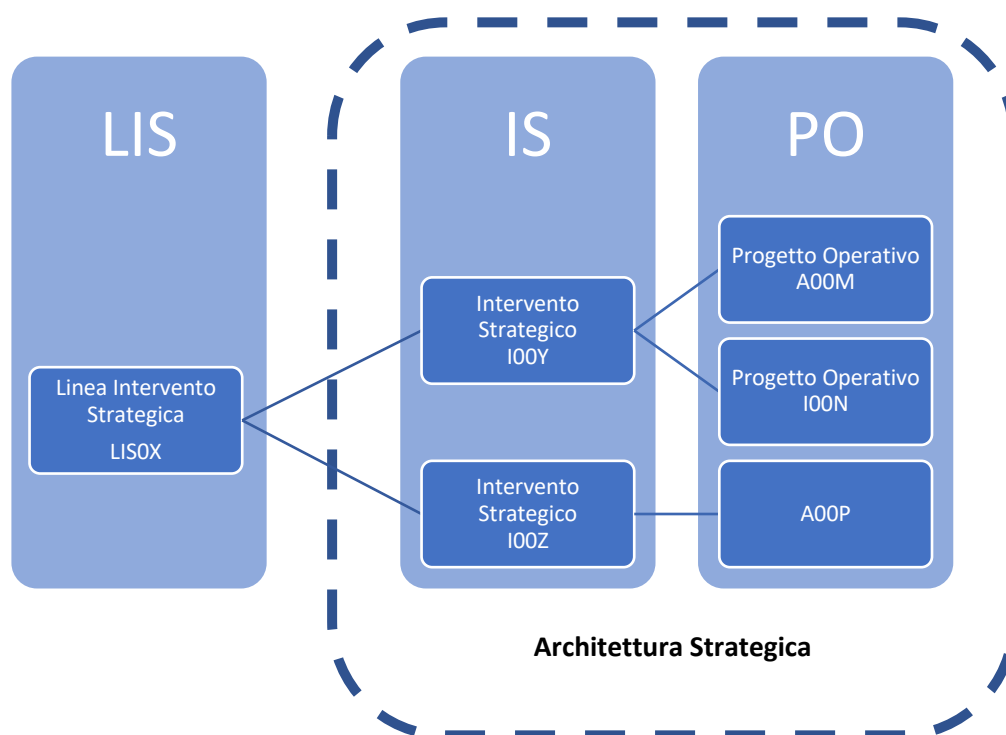 LIS
IS
PO
Linea Intervento
Strategica
LIS0X
Intervento
Strategico
I00Y
Intervento
Strategico
I00Z
Progetto Operativo
A00M
Progetto Operativo
I00N
A00P
Architettura Strategica